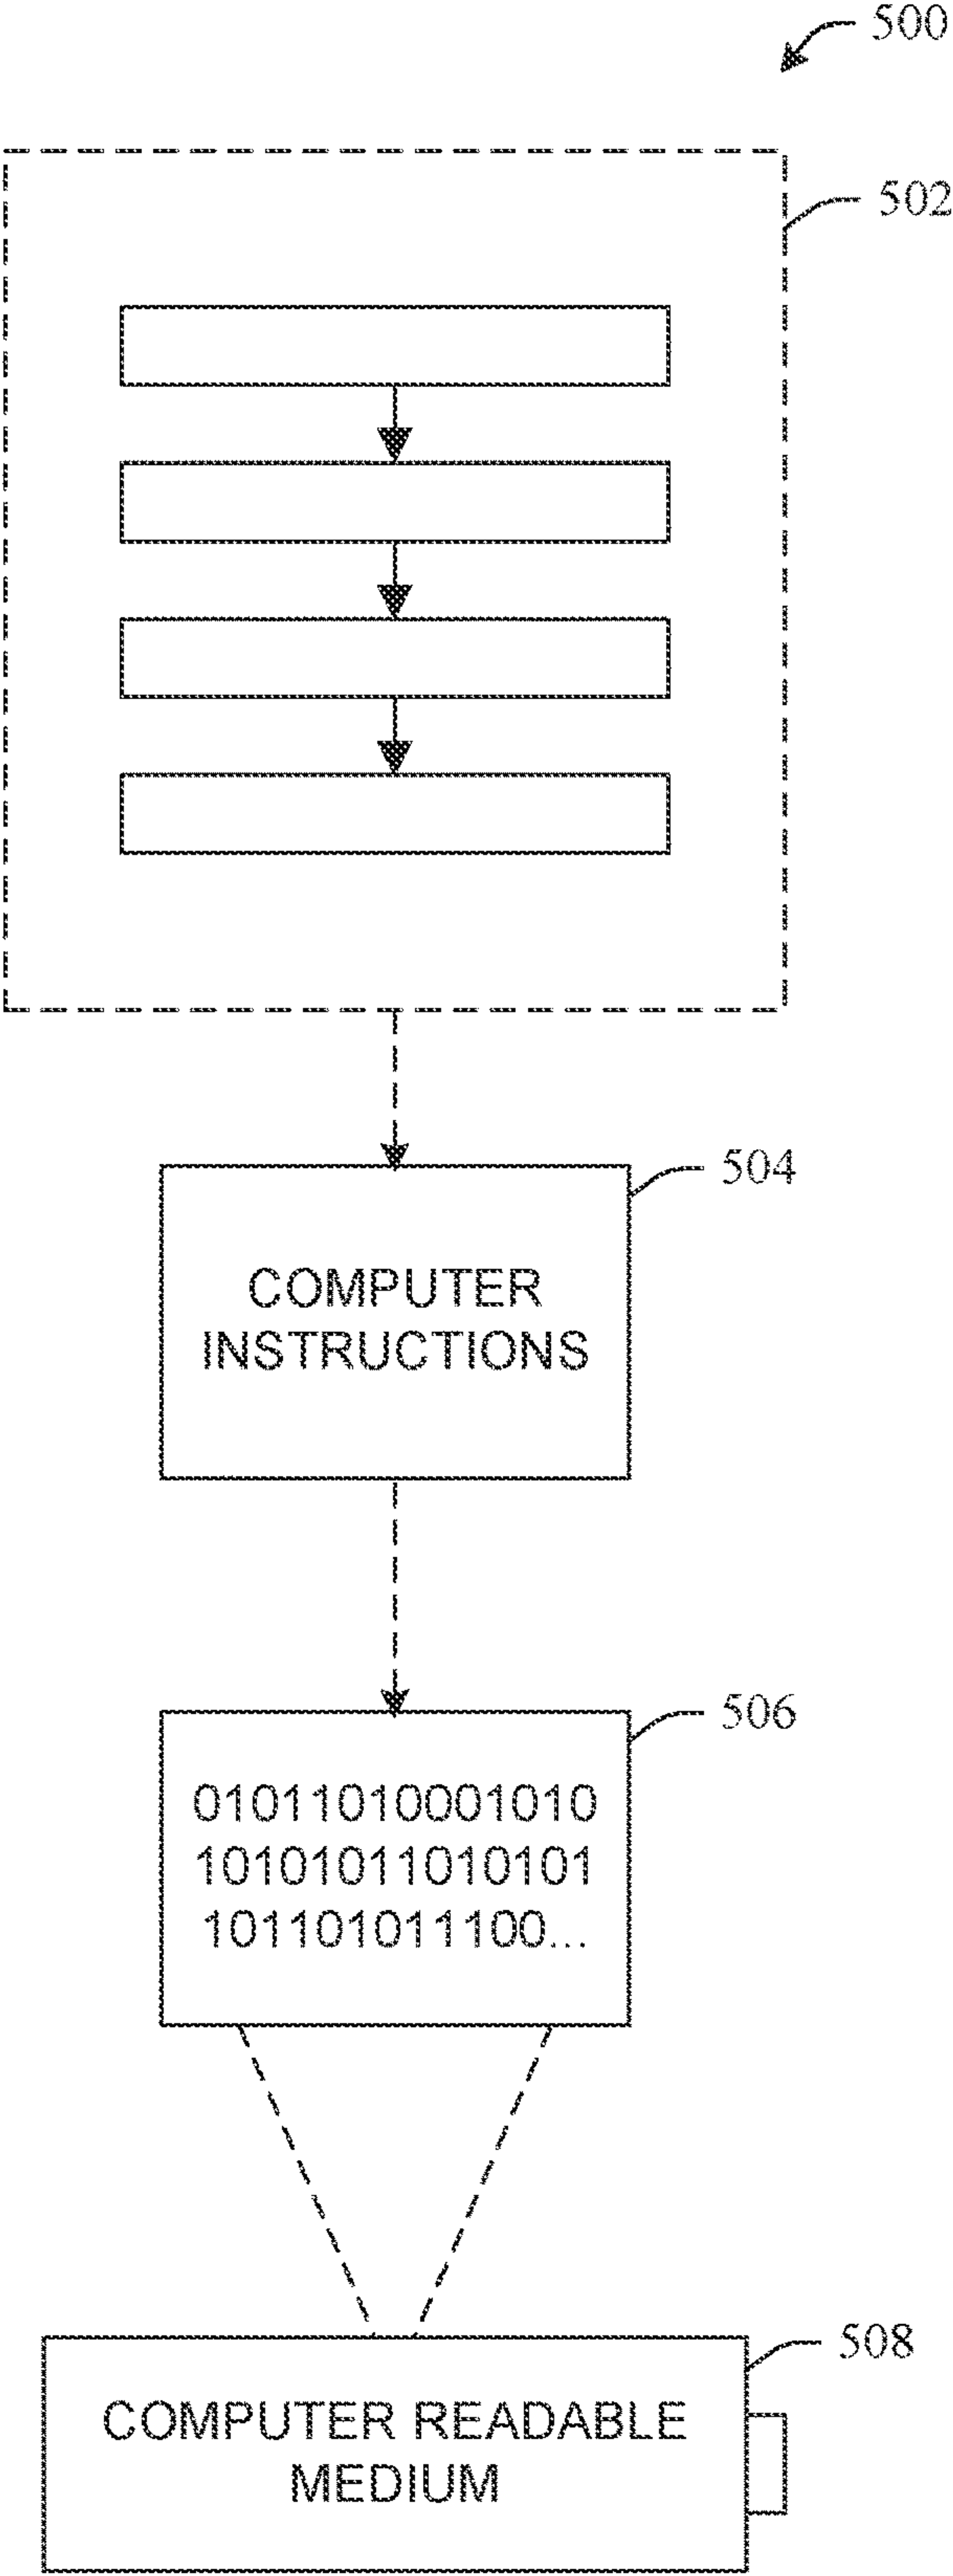 500
502
504
COMPUTER
INSTRUCTIONS
506
01011010001010
10101011010101
101101011100...
508
COMPUTER READABLE
MEDIUM